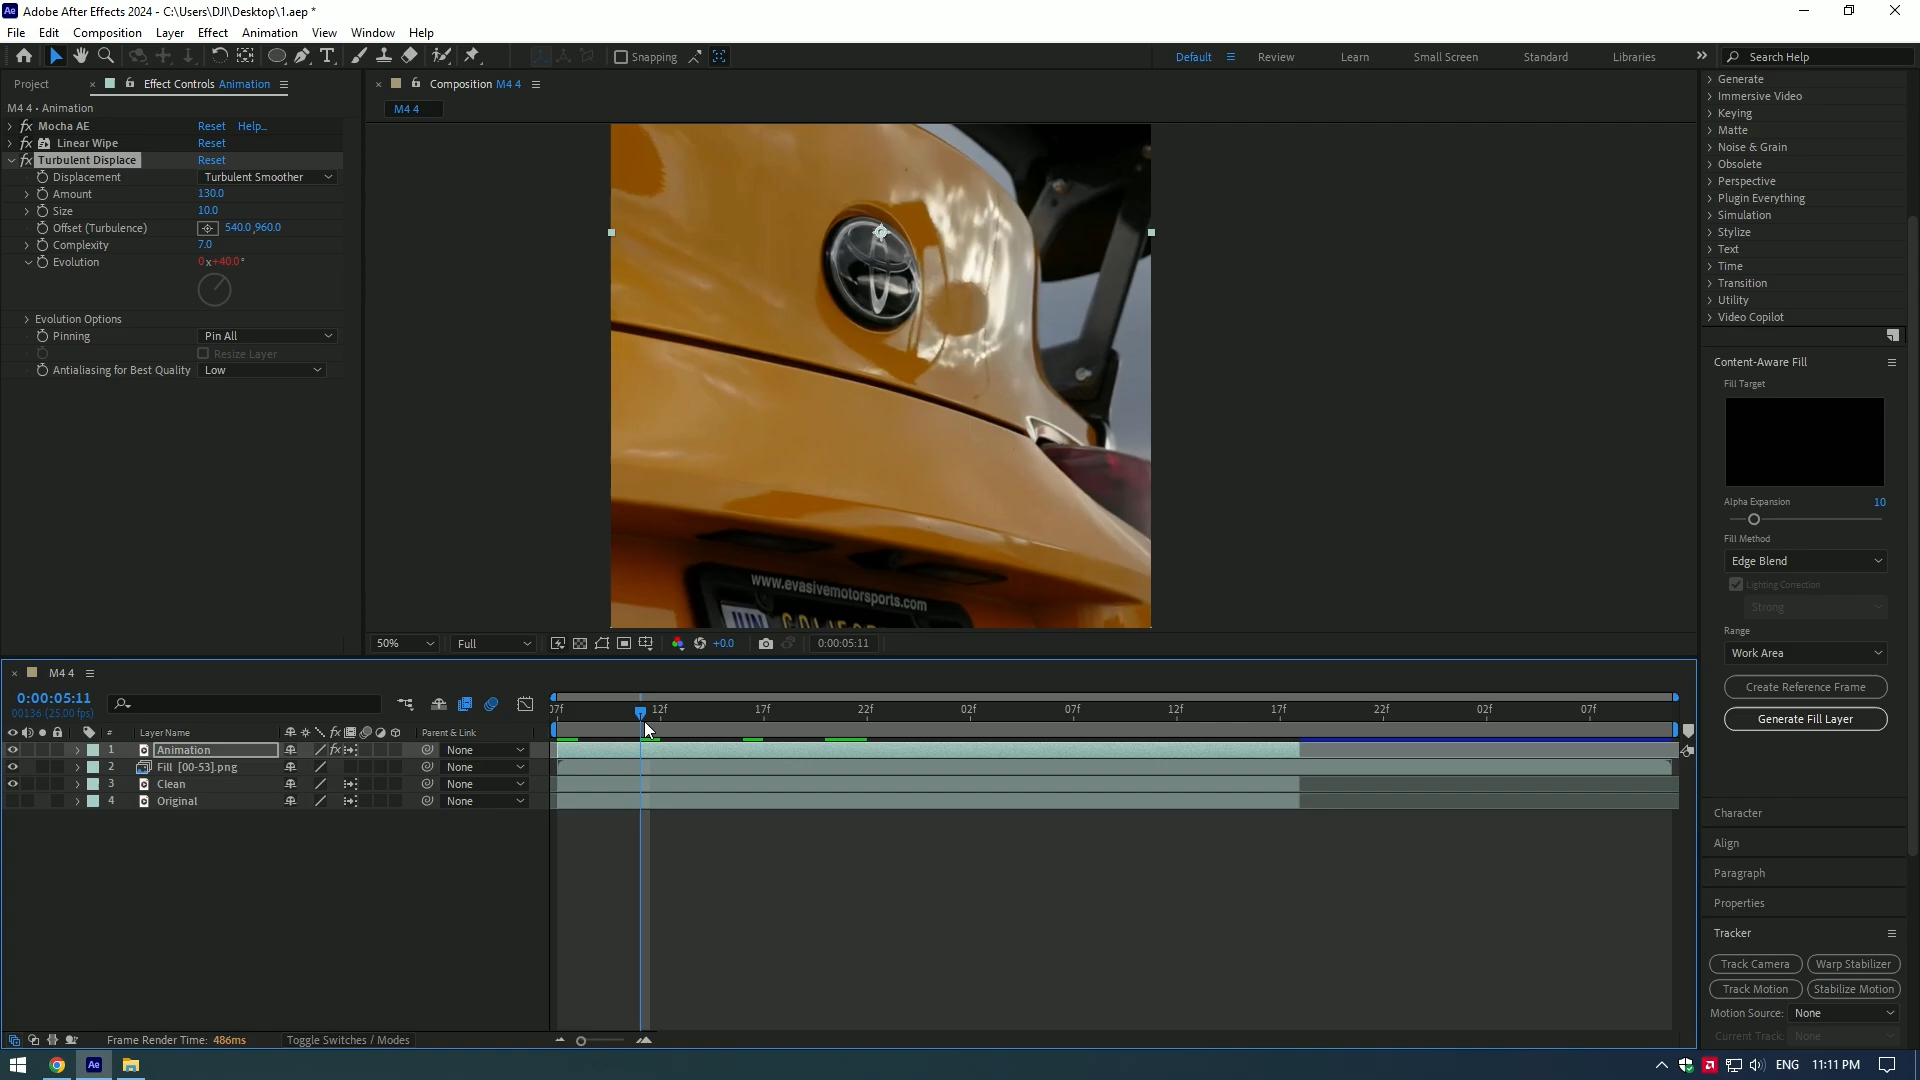 Adobe After Effects 2024 - C:\Users\DJI\Desktop\1.aep *
File Edit Composition Layer Effect Animation View Window Help
Snapping
Default Review Learn Small Screen Standard Libraries Search Help
Project Effect Controls Animation
Composition M4 4
M4 4 • Animation
M4 4
Mocha AE Reset Help...
Linear Wipe Reset
Turbulent Displace Reset
Displacement Turbulent Smoother
Amount 130.0
Size 10.0
Offset (Turbulence) 540.0,960.0
Complexity 7.0
Evolution 0x+40.0°
Evolution Options
Pinning Pin All
Resize Layer
Antialiasing for Best Quality Low
www.evasivemotorsports.com
50% Full +0.0 0:00:05:11
Generate
Immersive Video
Keying
Matte
Noise & Grain
Obsolete
Perspective
Plugin Everything
Simulation
Stylize
Text
Time
Transition
Utility
Video Copilot
Content-Aware Fill
Fill Target
Alpha Expansion 10
Fill Method
Edge Blend
Lighting Correction
Strong
Range
Work Area
Create Reference Frame
Generate Fill Layer
Character
Align
Paragraph
Properties
Tracker
Track Camera Warp Stabilizer
Track Motion Stabilize Motion
Motion Source: None
Current Track: None
M4 4
0:00:05:11
00136 (25.00 fps)
07f 12f 17f 22f 02f 07f 12f 17f 22f 02f 07f
# Layer Name Parent & Link
1 Animation None
2 Fill [00-53].png None
3 Clean None
4 Original None
Frame Render Time: 486ms Toggle Switches / Modes
ENG 11:11 PM